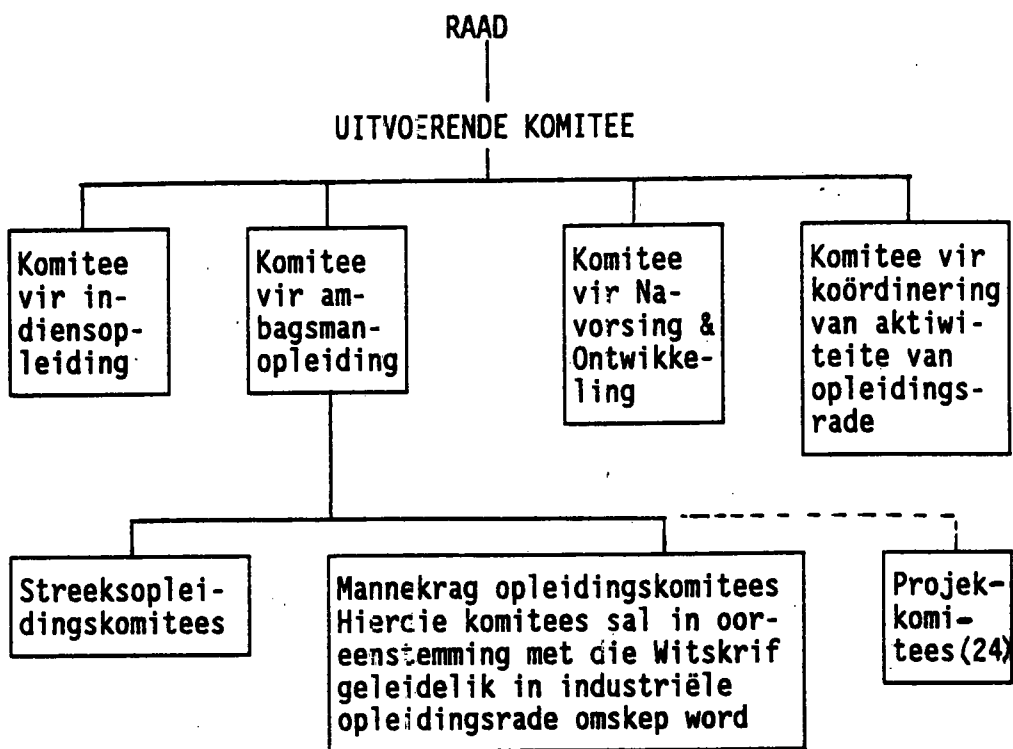 RAAD
UITVOERENDE KOMITEE
Komitee
vir in-
diensop-
leiding
Komitee
vir am-
bagsman-
opleiding
Komitee
vir Na-
vorsing &
Ontwikke-
ling
Komitee vir
koördinering
van aktiwi-
teite van
opleidings-
rade
Streeksoplei-
dingskomitees
Mannekrag opleidingskomitees
Hierdie komitees sal in oor-
eenstemming met die Witskrif
geleidelik in industriële
opleidingsrade omskep word
Projek-
komi-
tees(24)